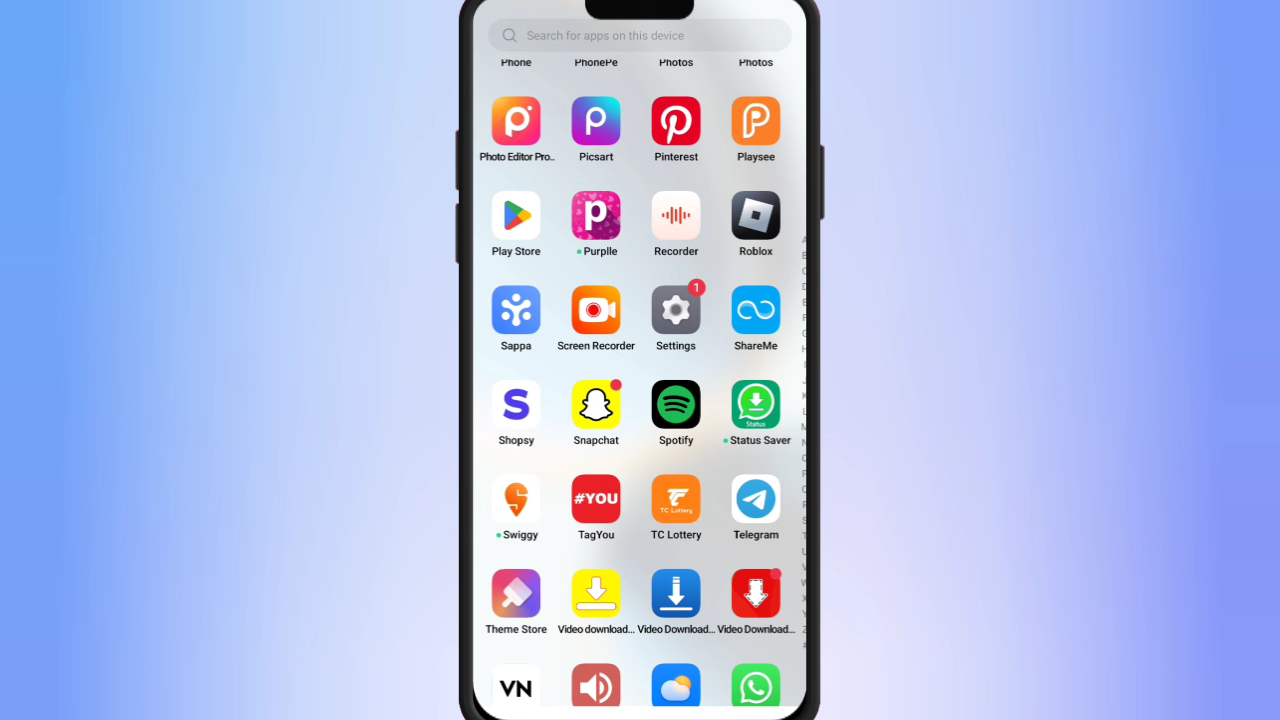 Search for apps on this device
Phone PhonePe Photos Photos
Photo Editor Pro.. Picsart Pinterest Playsee
Play Store Purplle Recorder Roblox
1
Sappa Screen Recorder Settings ShareMe
S
Status
Shopsy Snapchat Spotify Status Saver
#YOU TC Lottery
Swiggy TagYou TC Lottery Telegram
Theme Store Video download... Video Download... Video Download...
VN